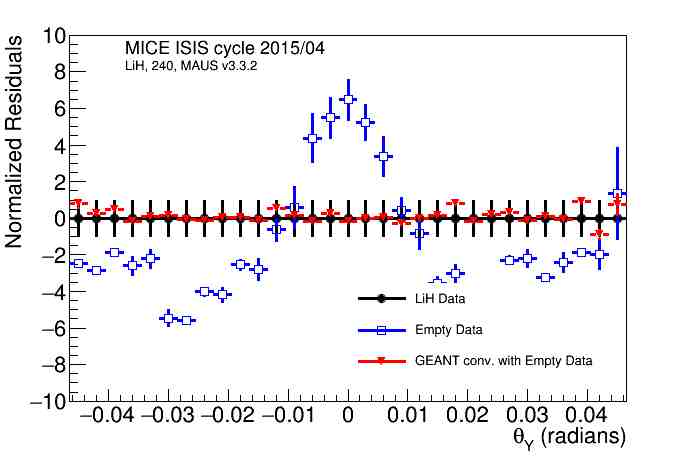 MICE ISIS cycle 2015/04
LiH, 240, MAUS v3.3.2
Normalized Residuals
10
8
6
4
2
0
−2
−4
−6
−8
−10
LiH Data
Empty Data
GEANT conv. with Empty Data
−0.04 −0.03 −0.02 −0.01 0 0.01 0.02 0.03 0.04
θY (radians)